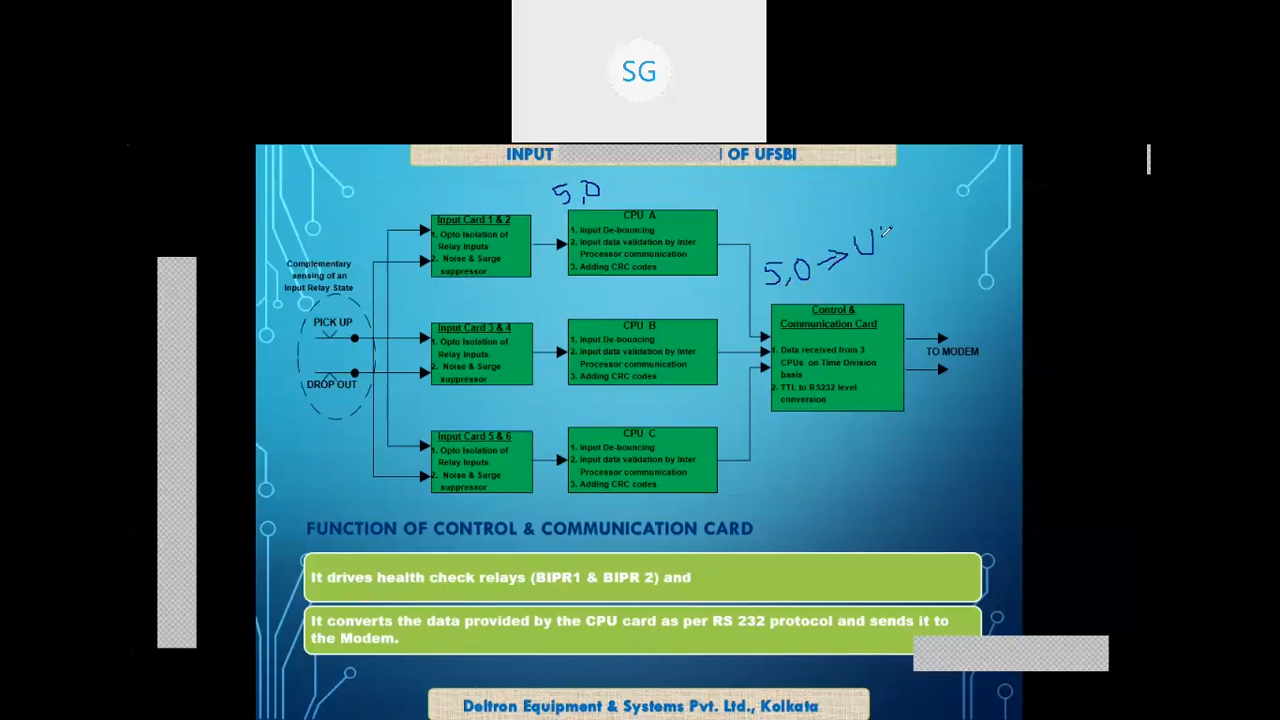 SG
INPUT OF UFSBI
5,0
Complementary
sensing of an
Input Relay State
PICK UP
DROP OUT
Input Card 1 & 2
1. Opto Isolation of
Relay Inputs
2. Noise & Surge
suppressor
CPU A
1. Input De-bouncing
2. Input data validation by Inter
Processor communication
3. Adding CRC codes
Input Card 3 & 4
1. Opto Isolation of
Relay Inputs
2. Noise & Surge
suppressor
CPU B
1. Input De-bouncing
2. Input data validation by Inter
Processor communication
3. Adding CRC codes
Input Card 5 & 6
1. Opto Isolation of
Relay Inputs
2. Noise & Surge
suppressor
CPU C
1. Input De-bouncing
2. Input data validation by Inter
Processor communication
3. Adding CRC codes
5,0 → U
Control &
Communication Card
1. Data received from 3
CPUs on Time Division
basis
2. TTL to RS232 level
conversion
TO MODEM
FUNCTION OF CONTROL & COMMUNICATION CARD
It drives health check relays (BIPR1 & BIPR 2) and
It converts the data provided by the CPU card as per RS 232 protocol and sends it to
the Modem.
Deltron Equipment & Systems Pvt. Ltd., Kolkata